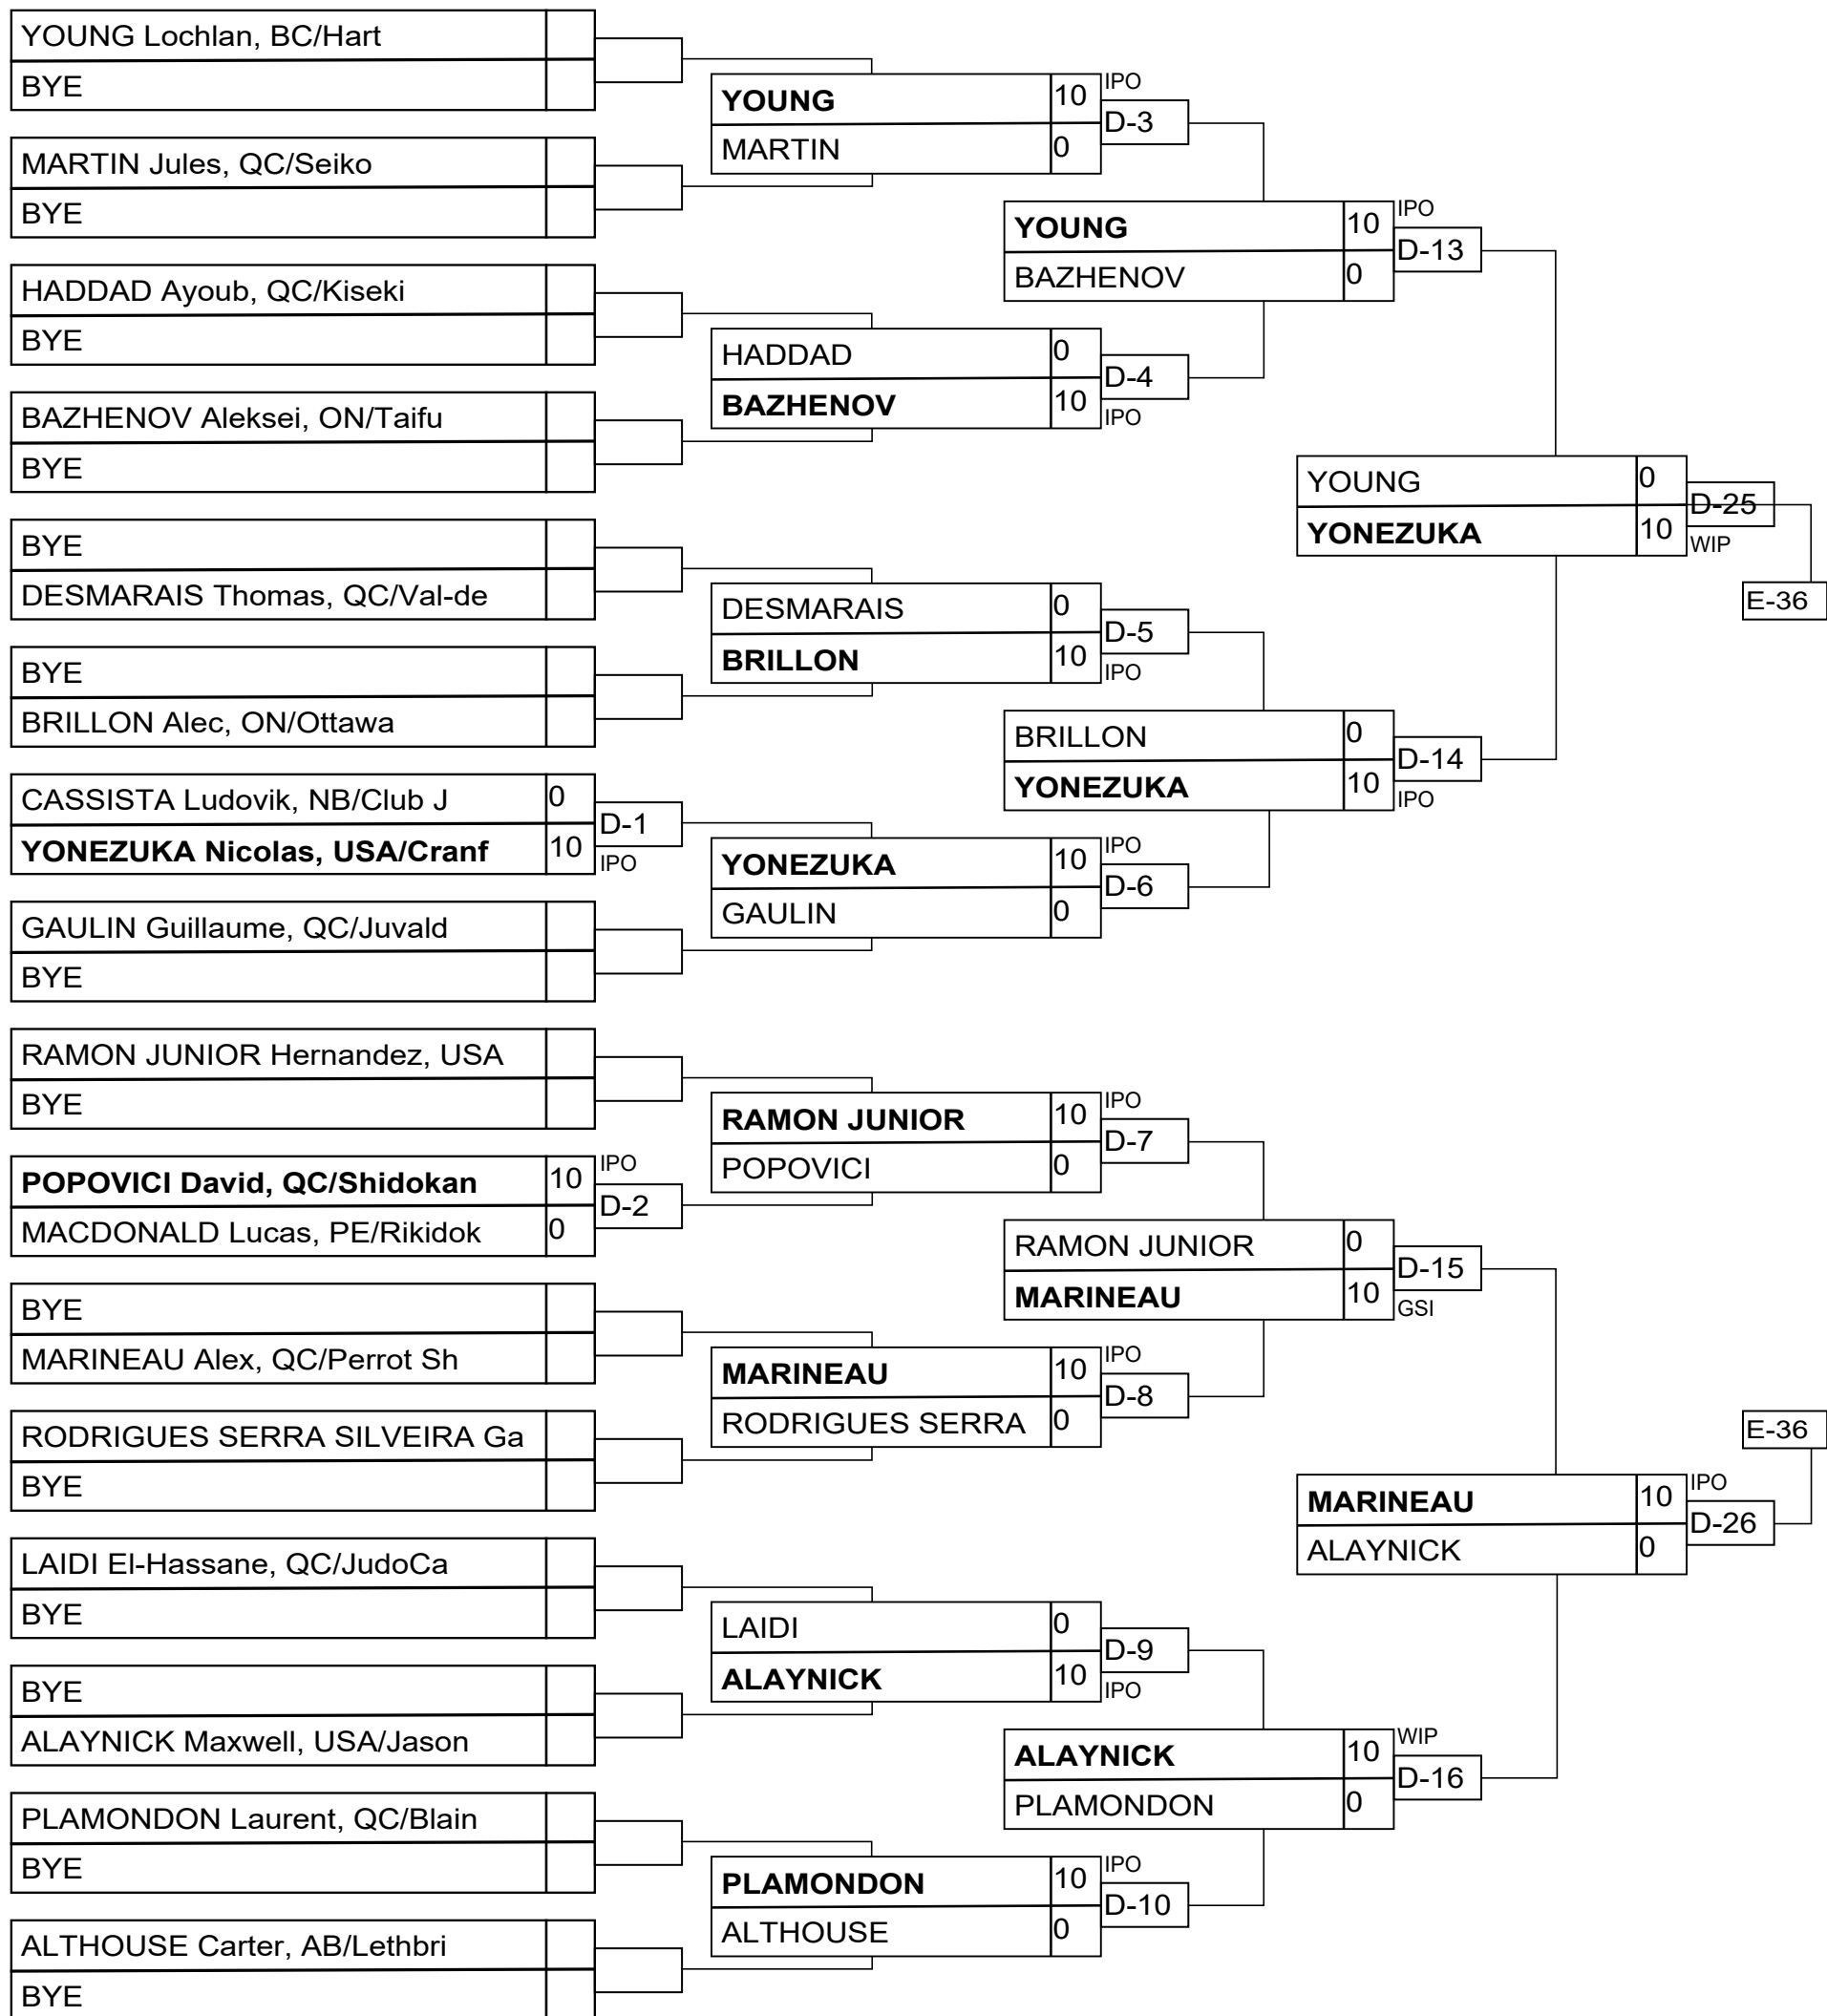 YOUNG Lochlan, BC/Hart
BYE
MARTIN Jules, QC/Seiko
BYE
HADDAD Ayoub, QC/Kiseki
BYE
BAZHENOV Aleksei, ON/Taifu
BYE
BYE
DESMARAIS Thomas, QC/Val-de
BYE
BRILLON Alec, ON/Ottawa
CASSISTA Ludovik, NB/Club J 0
D-1
YONEZUKA Nicolas, USA/Cranf 10
IPO
GAULIN Guillaume, QC/Juvald
BYE
RAMON JUNIOR Hernandez, USA
BYE
POPOVICI David, QC/Shidokan 10
IPO
D-2
MACDONALD Lucas, PE/Rikidok 0
BYE
MARINEAU Alex, QC/Perrot Sh
RODRIGUES SERRA SILVEIRA Ga
BYE
LAIDI El-Hassane, QC/JudoCa
BYE
BYE
ALAYNICK Maxwell, USA/Jason
PLAMONDON Laurent, QC/Blain
BYE
ALTHOUSE Carter, AB/Lethbri
BYE
YOUNG 10
IPO
D-3
MARTIN 0
HADDAD 0
D-4
BAZHENOV 10
IPO
DESMARAIS 0
D-5
BRILLON 10
IPO
YONEZUKA 10
IPO
D-6
GAULIN 0
RAMON JUNIOR 10
IPO
D-7
POPOVICI 0
MARINEAU 10
IPO
D-8
RODRIGUES SERRA 0
LAIDI 0
D-9
ALAYNICK 10
IPO
PLAMONDON 10
IPO
D-10
ALTHOUSE 0
YOUNG 10
IPO
D-13
BAZHENOV 0
BRILLON 0
D-14
YONEZUKA 10
IPO
RAMON JUNIOR 0
D-15
MARINEAU 10
GSI
ALAYNICK 10
WIP
D-16
PLAMONDON 0
YOUNG 0
D-25
YONEZUKA 10
WIP
E-36
E-36
MARINEAU 10
IPO
D-26
ALAYNICK 0